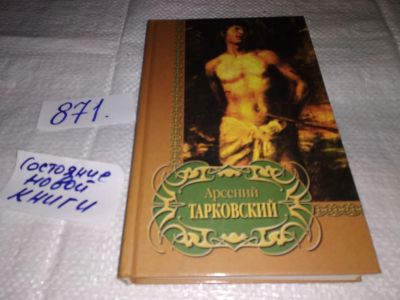 871.
Состояние
новой
книги
Арсений
ТАРКОВСКИЙ